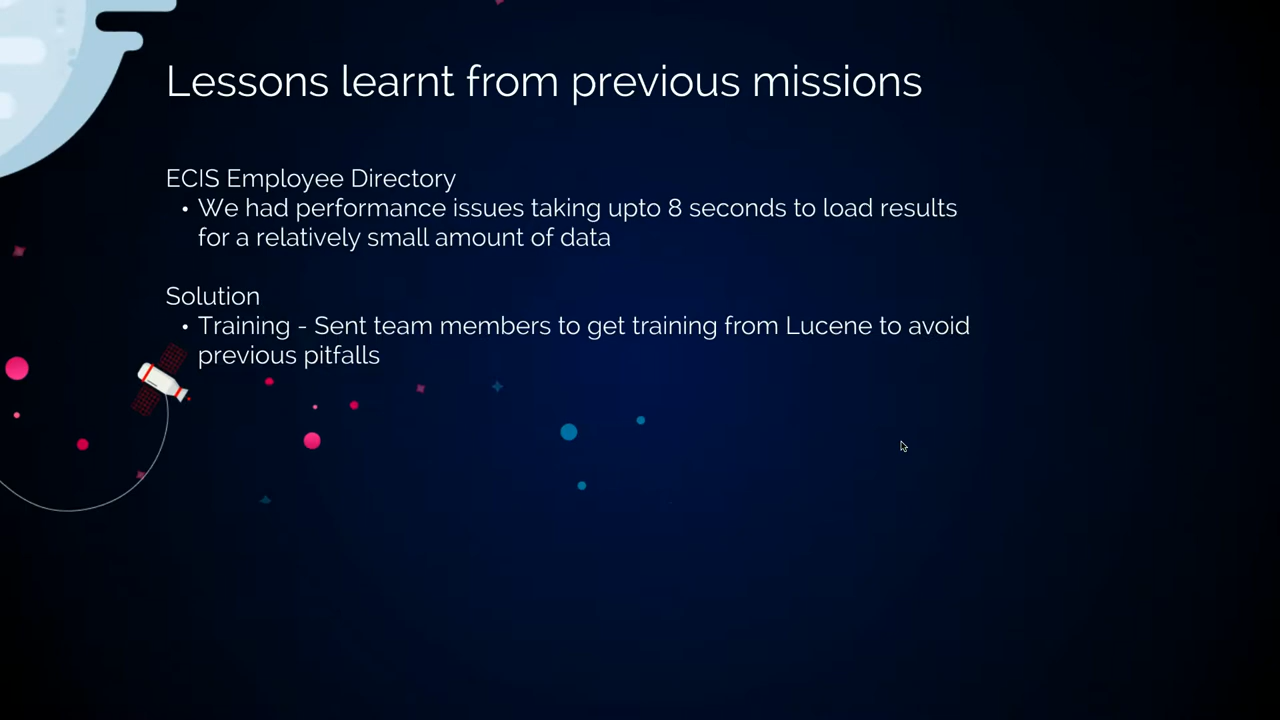 Lessons learnt from previous missions
ECIS Employee Directory
• We had performance issues taking upto 8 seconds to load results
for a relatively small amount of data
Solution
• Training - Sent team members to get training from Lucene to avoid
previous pitfalls